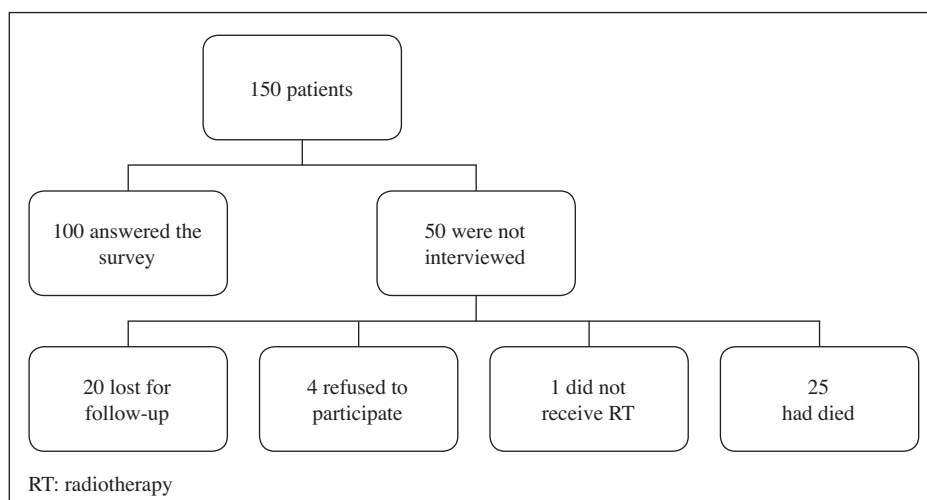 150 patients
100 answered the
survey
50 were not
interviewed
20 lost for
follow-up
4 refused to
participate
1 did not
receive RT
25
had died
RT: radiotherapy